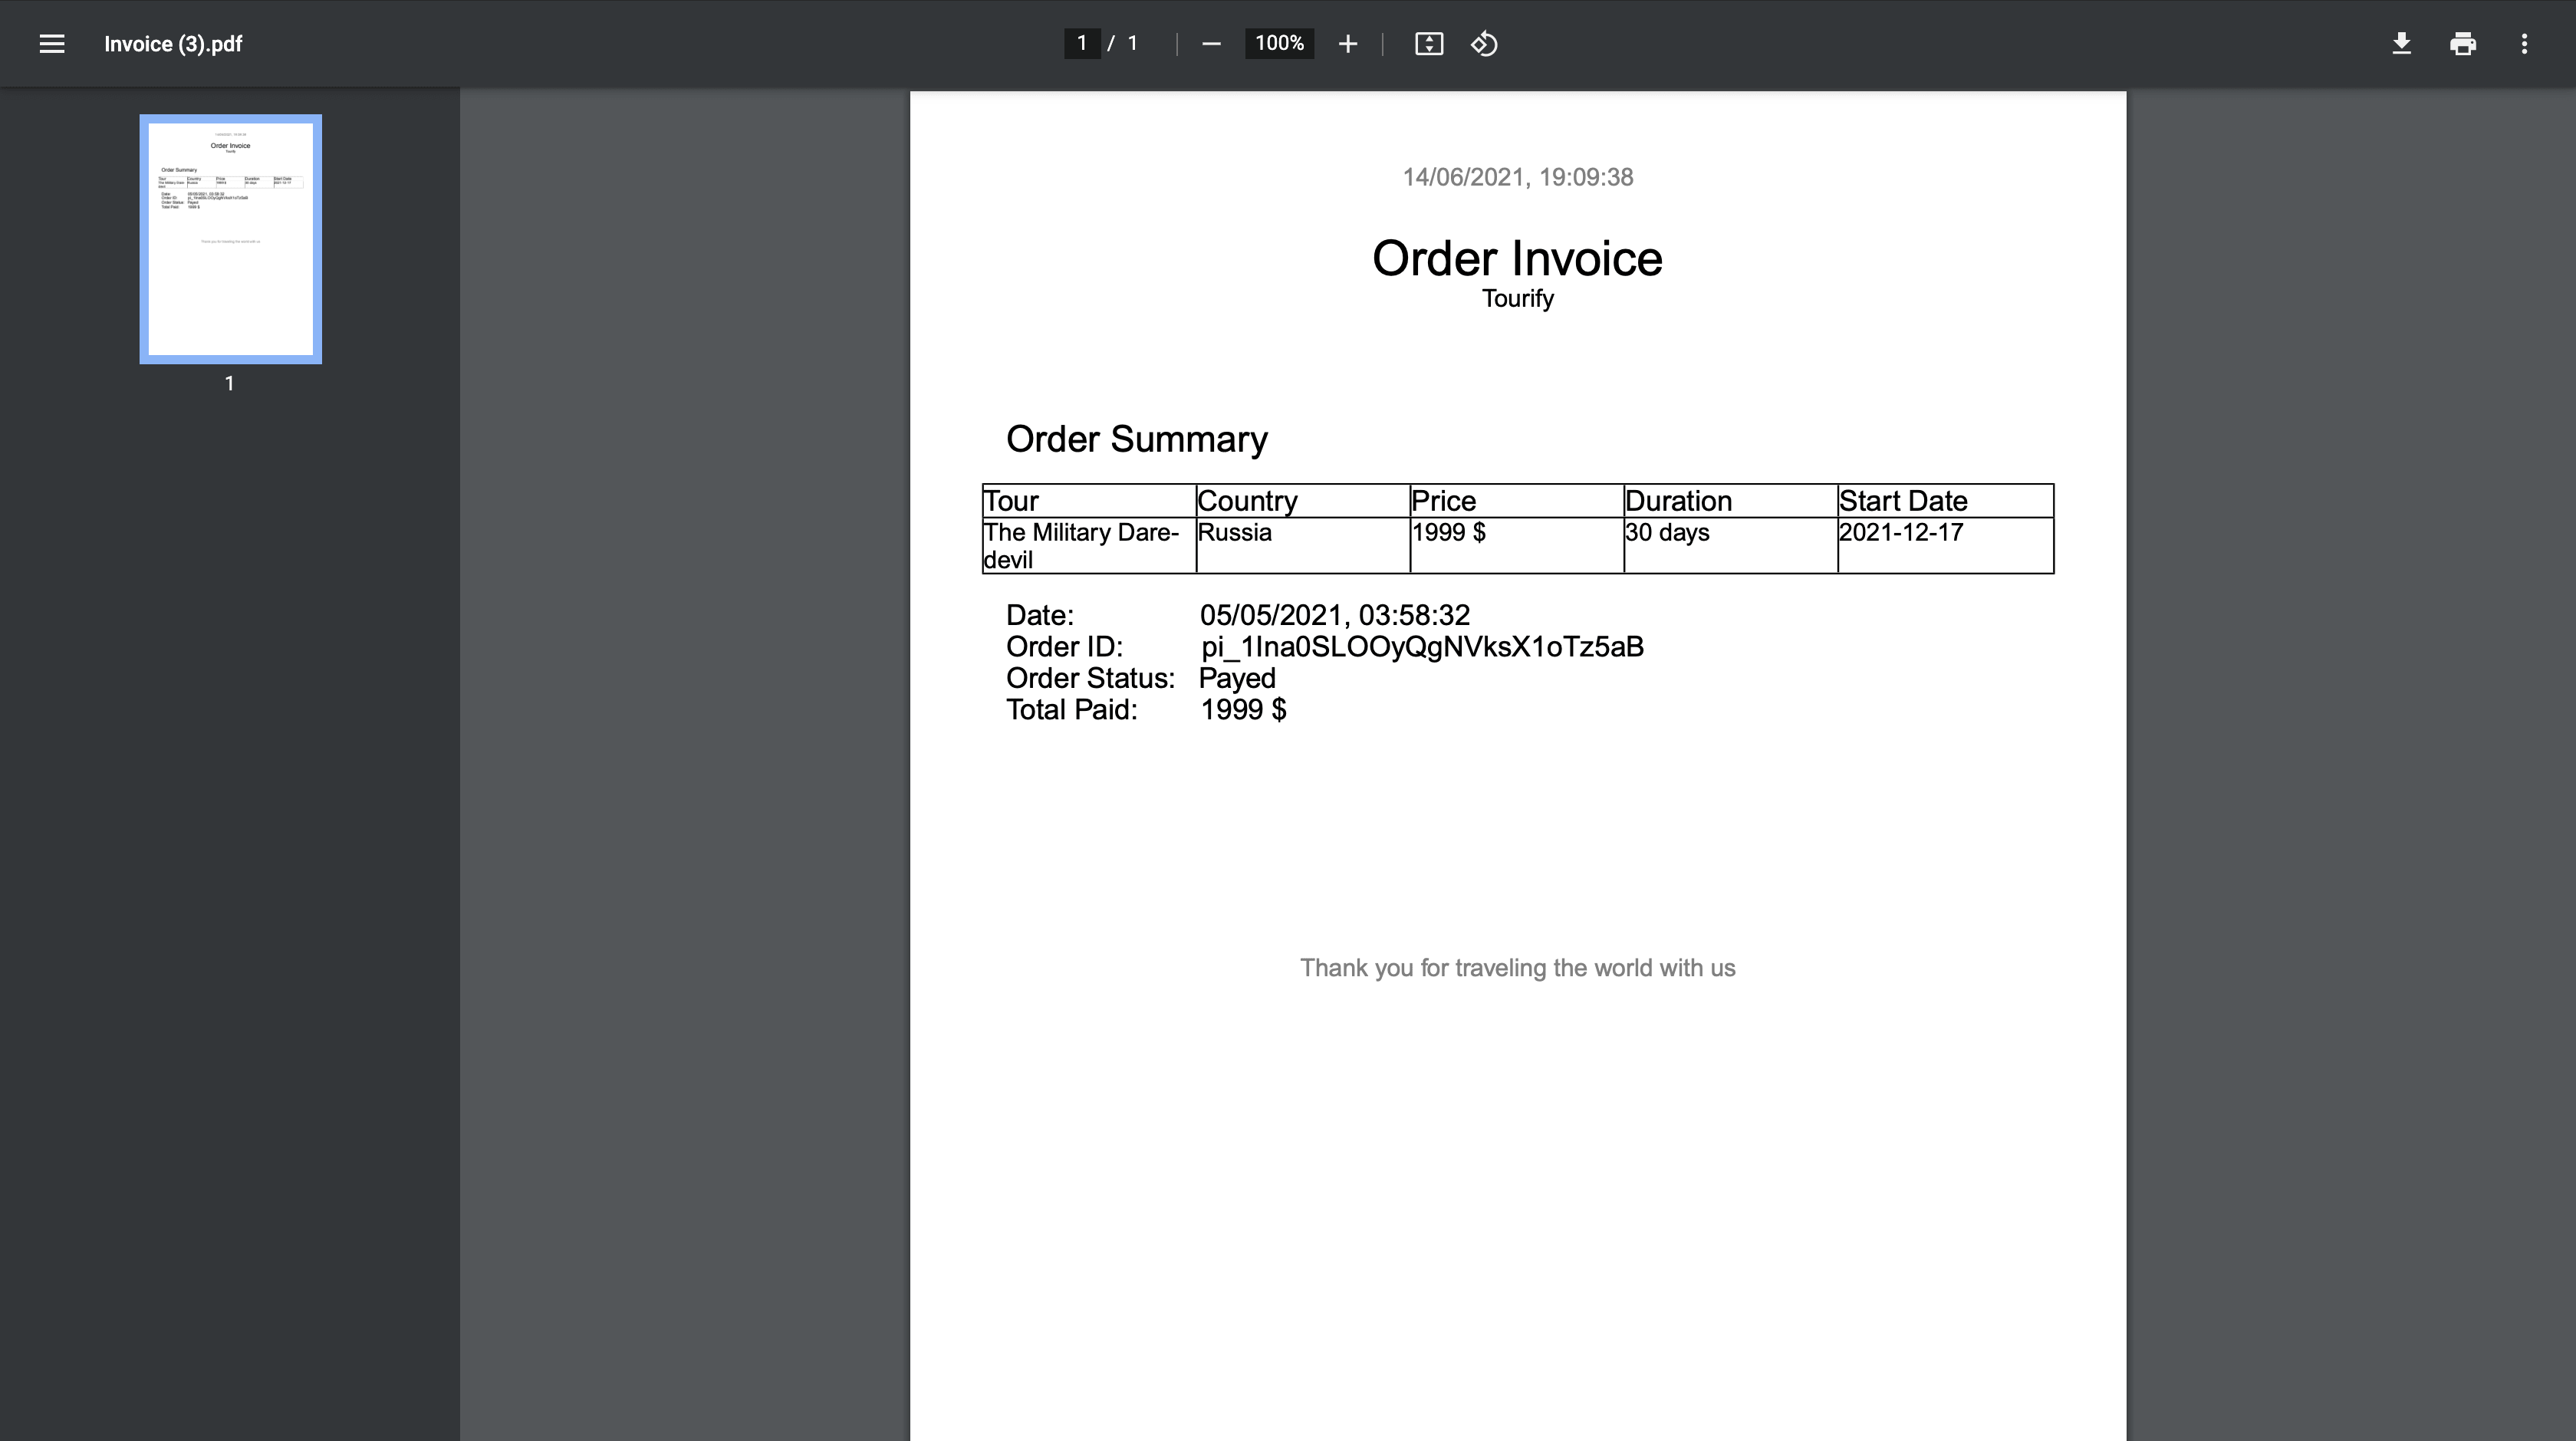 Invoice (3).pdf
1 / 1
100%
14/06/2021, 19:09:38
Order Invoice
Tourify
Order Summary
Tour Country Price Duration Start Date
The Military Dare- Russia 1999 $ 30 days 2021-12-17
devil
Date: 05/05/2021, 03:58:32
Order ID: pi_1Ina0SLOOyQgNVksX1oTz5aB
Order Status: Payed
Total Paid: 1999 $
Thank you for traveling the world with us
1